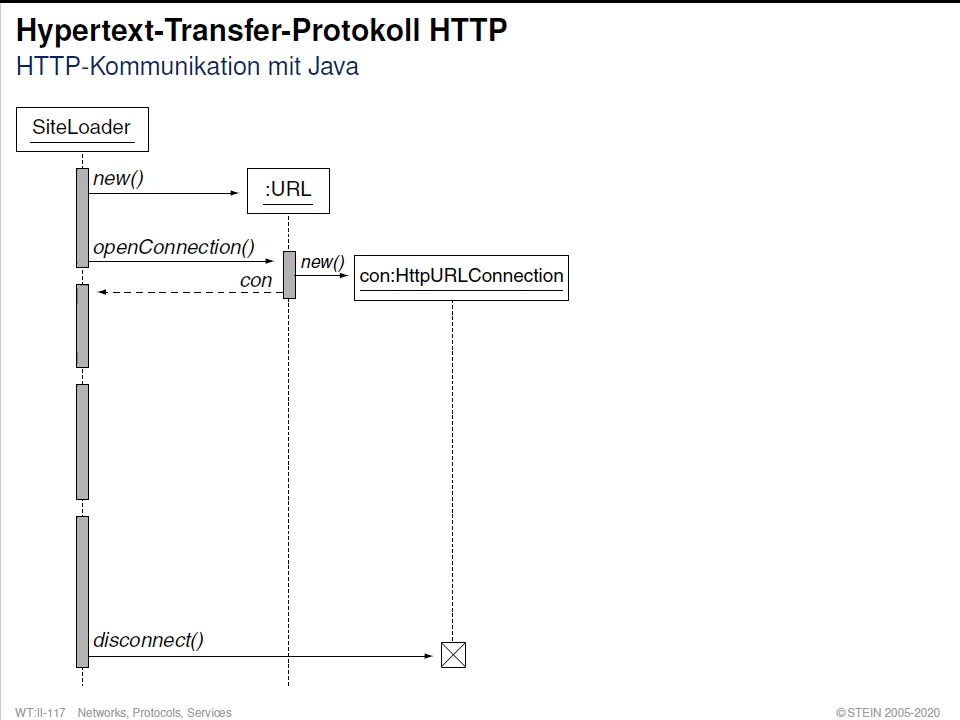 Hypertext-Transfer-Protokoll HTTP
HTTP-Kommunikation mit Java
SiteLoader
new()
:URL
openConnection()
new()
con:HttpURLConnection
con
disconnect()
WT:II-117 Networks, Protocols, Services
© STEIN 2005-2020